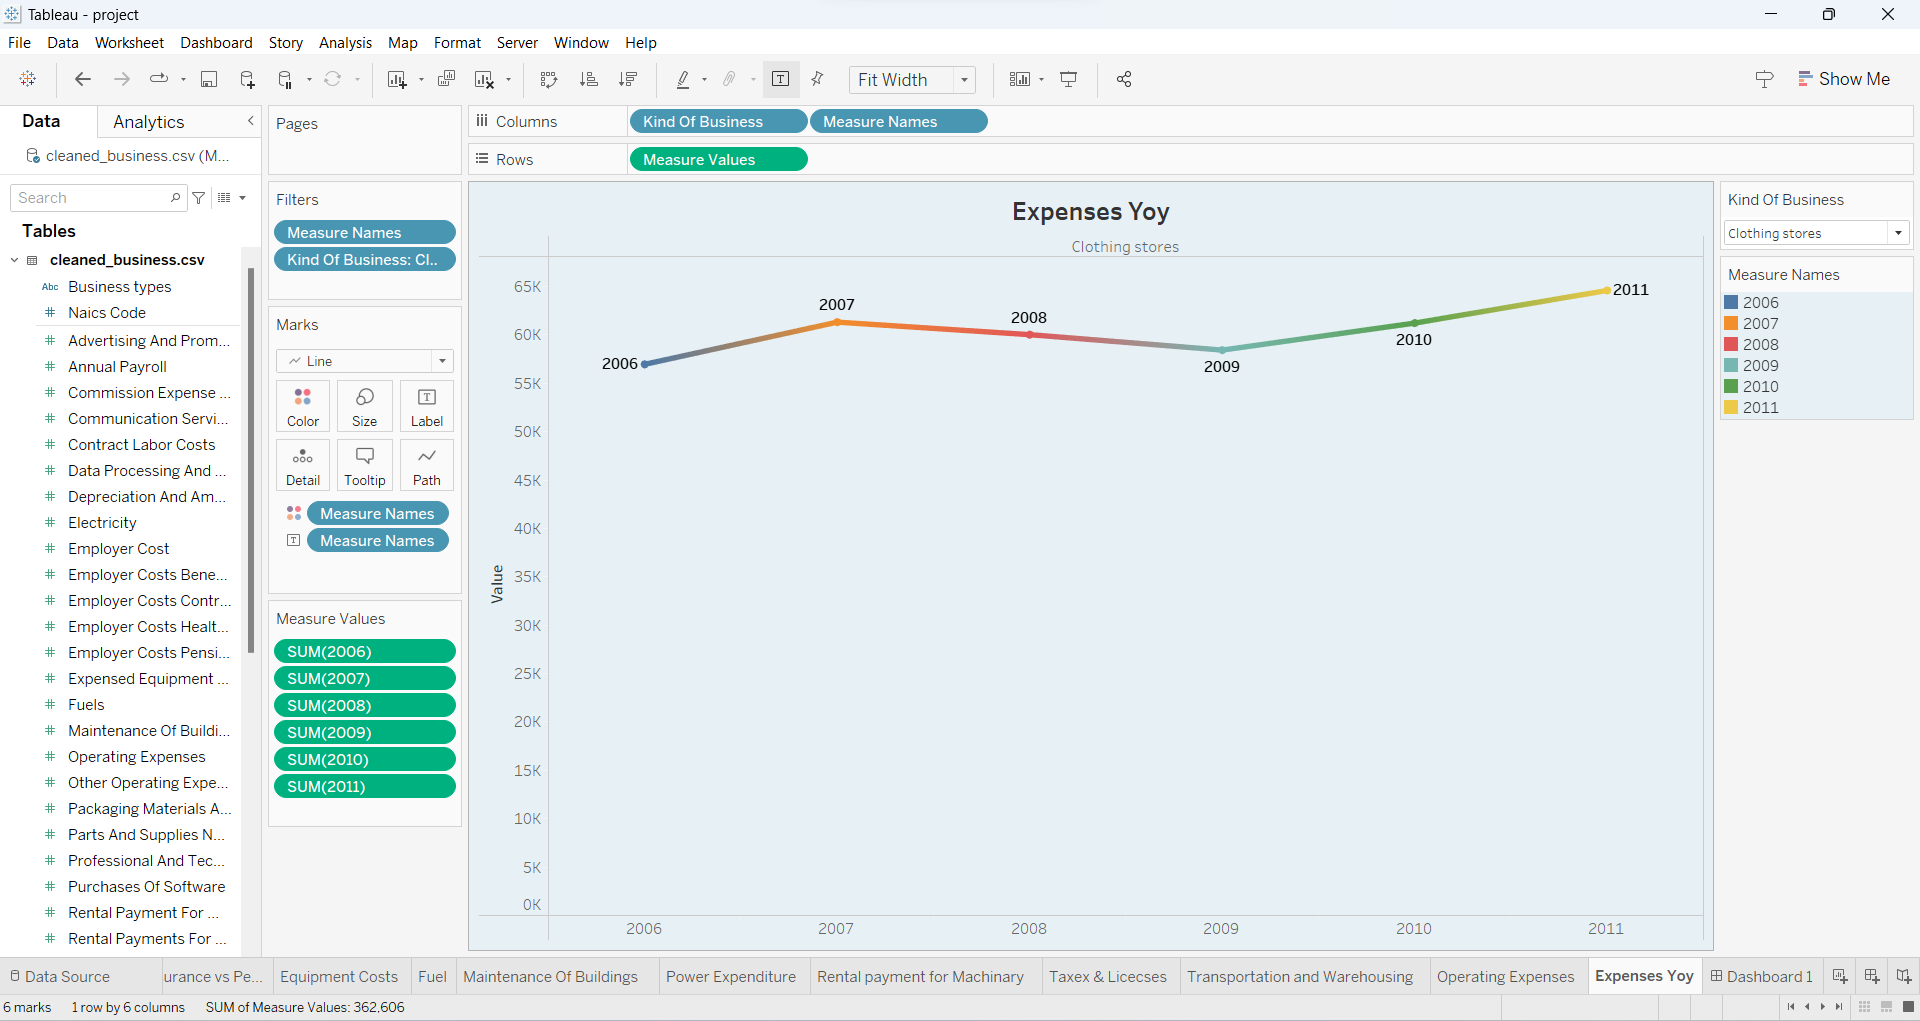 Tableau - project
File Data Worksheet Dashboard Story Analysis Map Format Server Window Help
Fit Width
Show Me
Data
Analytics
cleaned_business.csv (M...
Search
Tables
cleaned_business.csv
Abc Business types
# Naics Code
# Advertising And Prom...
# Annual Payroll
# Commission Expense ...
# Communication Servi...
# Contract Labor Costs
# Data Processing And ...
# Depreciation And Am...
# Electricity
# Employer Cost
# Employer Costs Bene...
# Employer Costs Contr...
# Employer Costs Healt...
# Employer Costs Pensi...
# Expensed Equipment ...
# Fuels
# Maintenance Of Buildi...
# Operating Expenses
# Other Operating Expe...
# Packaging Materials A...
# Parts And Supplies N...
# Professional And Tec...
# Purchases Of Software
# Rental Payment For ...
# Rental Payments For ...
Pages
Filters
Measure Names
Kind Of Business: Cl..
Marks
Line
Color Size Label
Detail Tooltip Path
Measure Names
Measure Names
Measure Values
SUM(2006)
SUM(2007)
SUM(2008)
SUM(2009)
SUM(2010)
SUM(2011)
Columns Kind Of Business Measure Names
Rows Measure Values
Expenses Yoy
Clothing stores
65K
60K
55K
50K
45K
40K
35K
30K
25K
20K
15K
10K
5K
0K
Value
2006
2007
2008
2009
2010
2011
2006 2007 2008 2009 2010 2011
Kind Of Business
Clothing stores
Measure Names
2006
2007
2008
2009
2010
2011
Data Source urance vs Pe... Equipment Costs Fuel Maintenance Of Buildings Power Expenditure Rental payment for Machinary Taxex & Licecses Transportation and Warehousing Operating Expenses Expenses Yoy Dashboard 1
6 marks 1 row by 6 columns SUM of Measure Values: 362,606